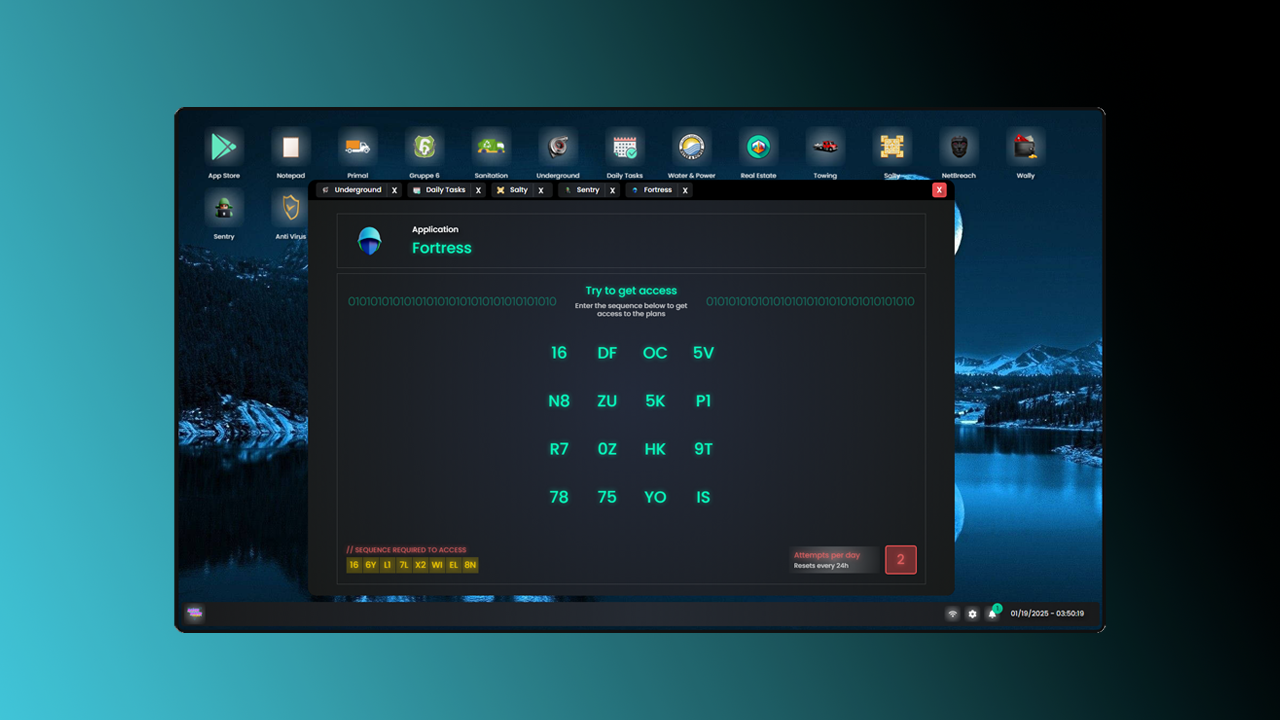 App Store Notepad Primal Gruppe 6 Sanitation Underground Daily Tasks Water & Power Real Estate Towing Salty NetBreach Wally
Underground X Daily Tasks X Salty X Sentry X Fortress X X
Sentry Anti Virus
Application
Fortress
Try to get access
01010101010101010101010101010101010 01010101010101010101010101010101010
Enter the sequence below to get
access to the plans
16 DF OC 5V
N8 ZU 5K P1
R7 0Z HK 9T
78 75 YO IS
// SEQUENCE REQUIRED TO ACCESS
16 6Y L1 7L X2 WI EL 8N
Attempts per day
Resets every 24h
2
01/19/2025 - 03:50:19